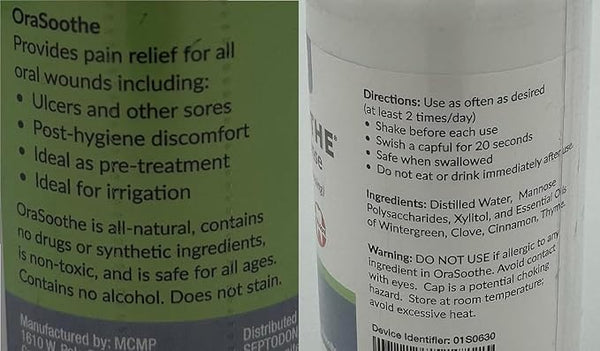 OraSoothe
Provides pain relief for all
oral wounds including:
• Ulcers and other sores
• Post-hygiene discomfort
• Ideal as pre-treatment
• Ideal for irrigation
OraSoothe is all-natural, contains
no drugs or synthetic ingredients,
is non-toxic, and is safe for all ages.
Contains no alcohol. Does not stain.
Manufactured by: MCMP
1610 W.
Distributed
SEPTODON
THE®
Directions: Use as often as desired
(at least 2 times/day)
• Shake before each use
• Swish a capful for 20 seconds
• Safe when swallowed
• Do not eat or drink immediately after use.
Ingredients: Distilled Water, Mannose
Polysaccharides, Xylitol, and Essential Oils
of Wintergreen, Clove, Cinnamon, Thyme.
Warning: DO NOT USE if allergic to any
ingredient in OraSoothe. Avoid contact
with eyes. Cap is a potential choking
hazard. Store at room temperature;
avoid excessive heat.
Device Identifier: 01S0630